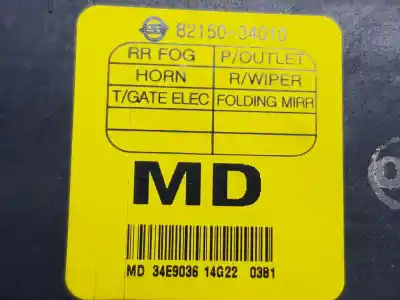 82150-34010
RR FOG P/OUTLET
HORN R/WIPER
T/GATE ELEC FOLDING MIRR
MD
MD 34E9036 14G22 0381